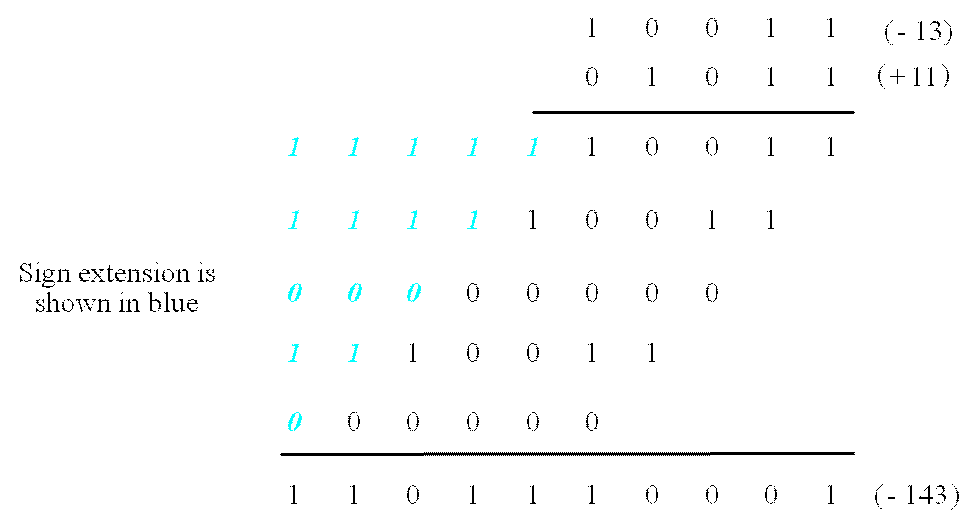 1 0 0 1 1 (- 13)
0 1 0 1 1 (+11)
1 1 1 1 1 1 0 0 1 1
1 1 1 1 1 0 0 1 1
Sign extension is
shown in blue
0 0 0 0 0 0 0 0
1 1 1 0 0 1 1
0 0 0 0 0 0
1 1 0 1 1 1 0 0 0 1 (- 143)